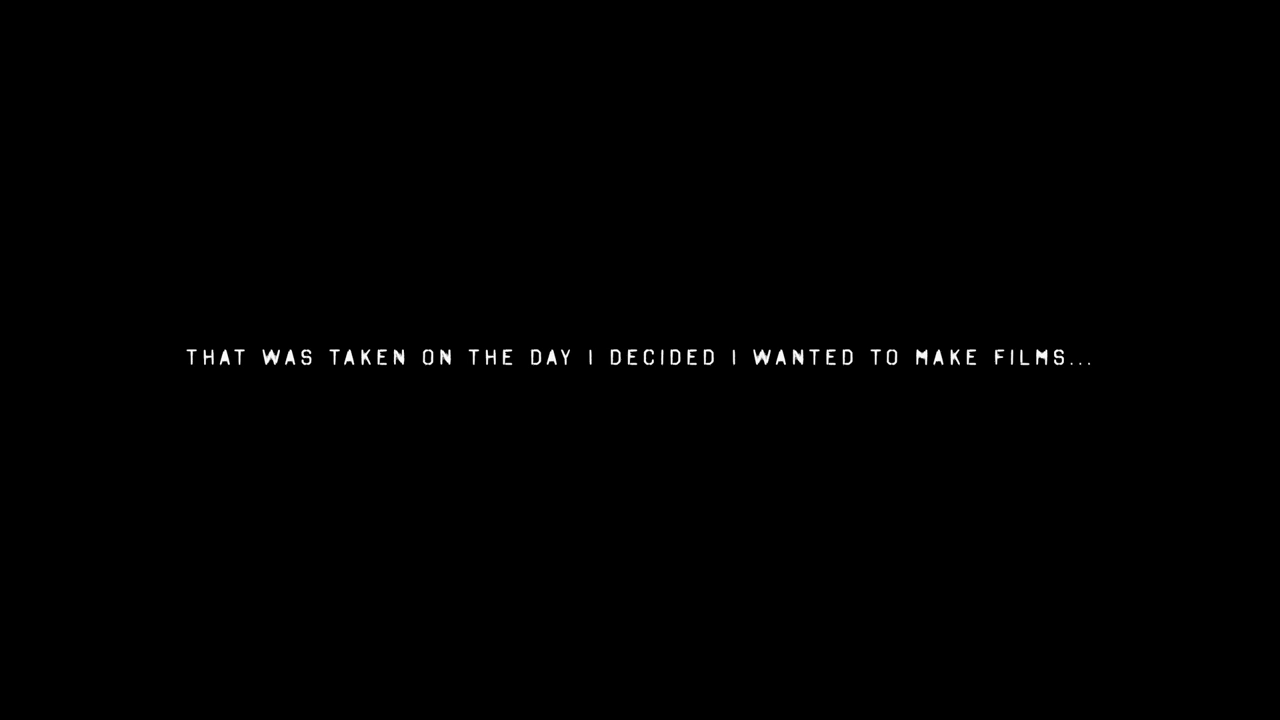 THAT WAS TAKEN ON THE DAY I DECIDED I WANTED TO MAKE FILMS...